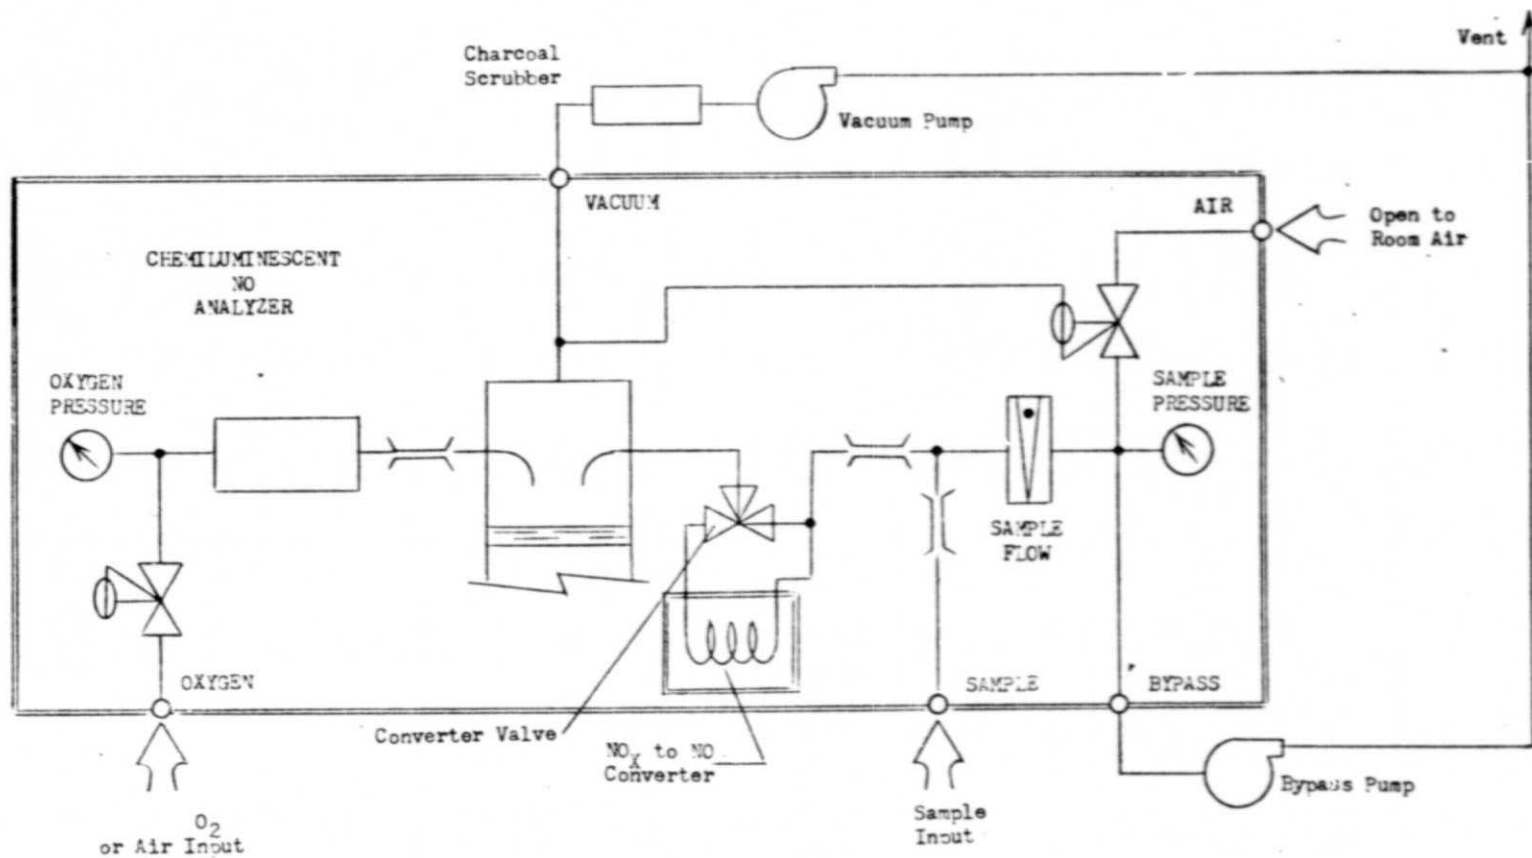 Charcoal
Scrubber
Vent
Vacuum Pump
VACUUM
AIR
Open to
Room Air
CHEMILUMINESCENT
NO
ANALYZER
OXYGEN
PRESSURE
SAMPLE
PRESSURE
SAMPLE
FLOW
OXYGEN
SAMPLE
BYPASS
Converter Valve
NOX to NO
Converter
Bypass Pump
O2
or Air Input
Sample
Input